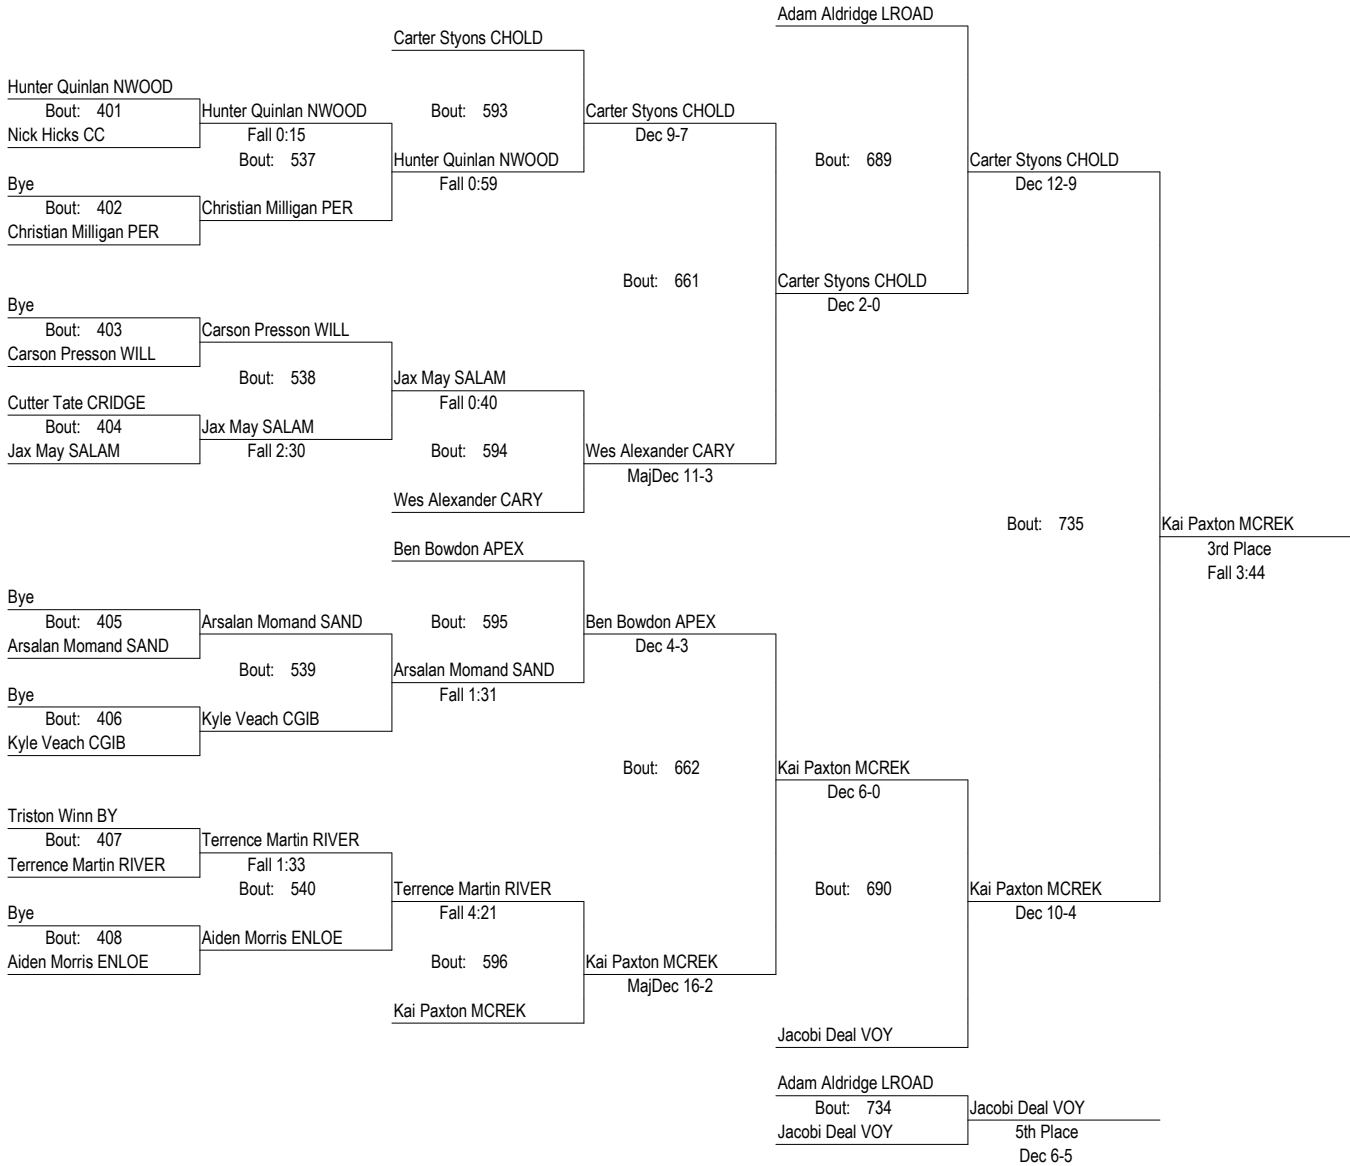 Adam Aldridge LROAD
Carter Styons CHOLD
Hunter Quinlan NWOOD
Bout: 401
Hunter Quinlan NWOOD
Bout: 593
Carter Styons CHOLD
Nick Hicks CC
Fall 0:15
Dec 9-7
Bout: 537
Hunter Quinlan NWOOD
Bout: 689
Carter Styons CHOLD
Bye
Fall 0:59
Dec 12-9
Bout: 402
Christian Milligan PER
Christian Milligan PER
Bout: 661
Carter Styons CHOLD
Bye
Dec 2-0
Bout: 403
Carson Presson WILL
Carson Presson WILL
Bout: 538
Jax May SALAM
Cutter Tate CRIDGE
Fall 0:40
Bout: 404
Jax May SALAM
Jax May SALAM
Fall 2:30
Bout: 594
Wes Alexander CARY
MajDec 11-3
Wes Alexander CARY
Bout: 735
Kai Paxton MCREK
Ben Bowdon APEX
3rd Place
Fall 3:44
Bye
Bout: 405
Arsalan Momand SAND
Bout: 595
Ben Bowdon APEX
Arsalan Momand SAND
Dec 4-3
Bout: 539
Arsalan Momand SAND
Bye
Fall 1:31
Bout: 406
Kyle Veach CGIB
Kyle Veach CGIB
Bout: 662
Kai Paxton MCREK
Dec 6-0
Triston Winn BY
Bout: 407
Terrence Martin RIVER
Terrence Martin RIVER
Fall 1:33
Bout: 540
Terrence Martin RIVER
Bout: 690
Kai Paxton MCREK
Bye
Fall 4:21
Dec 10-4
Bout: 408
Aiden Morris ENLOE
Aiden Morris ENLOE
Bout: 596
Kai Paxton MCREK
MajDec 16-2
Kai Paxton MCREK
Jacobi Deal VOY
Adam Aldridge LROAD
Bout: 734
Jacobi Deal VOY
Jacobi Deal VOY
5th Place
Dec 6-5